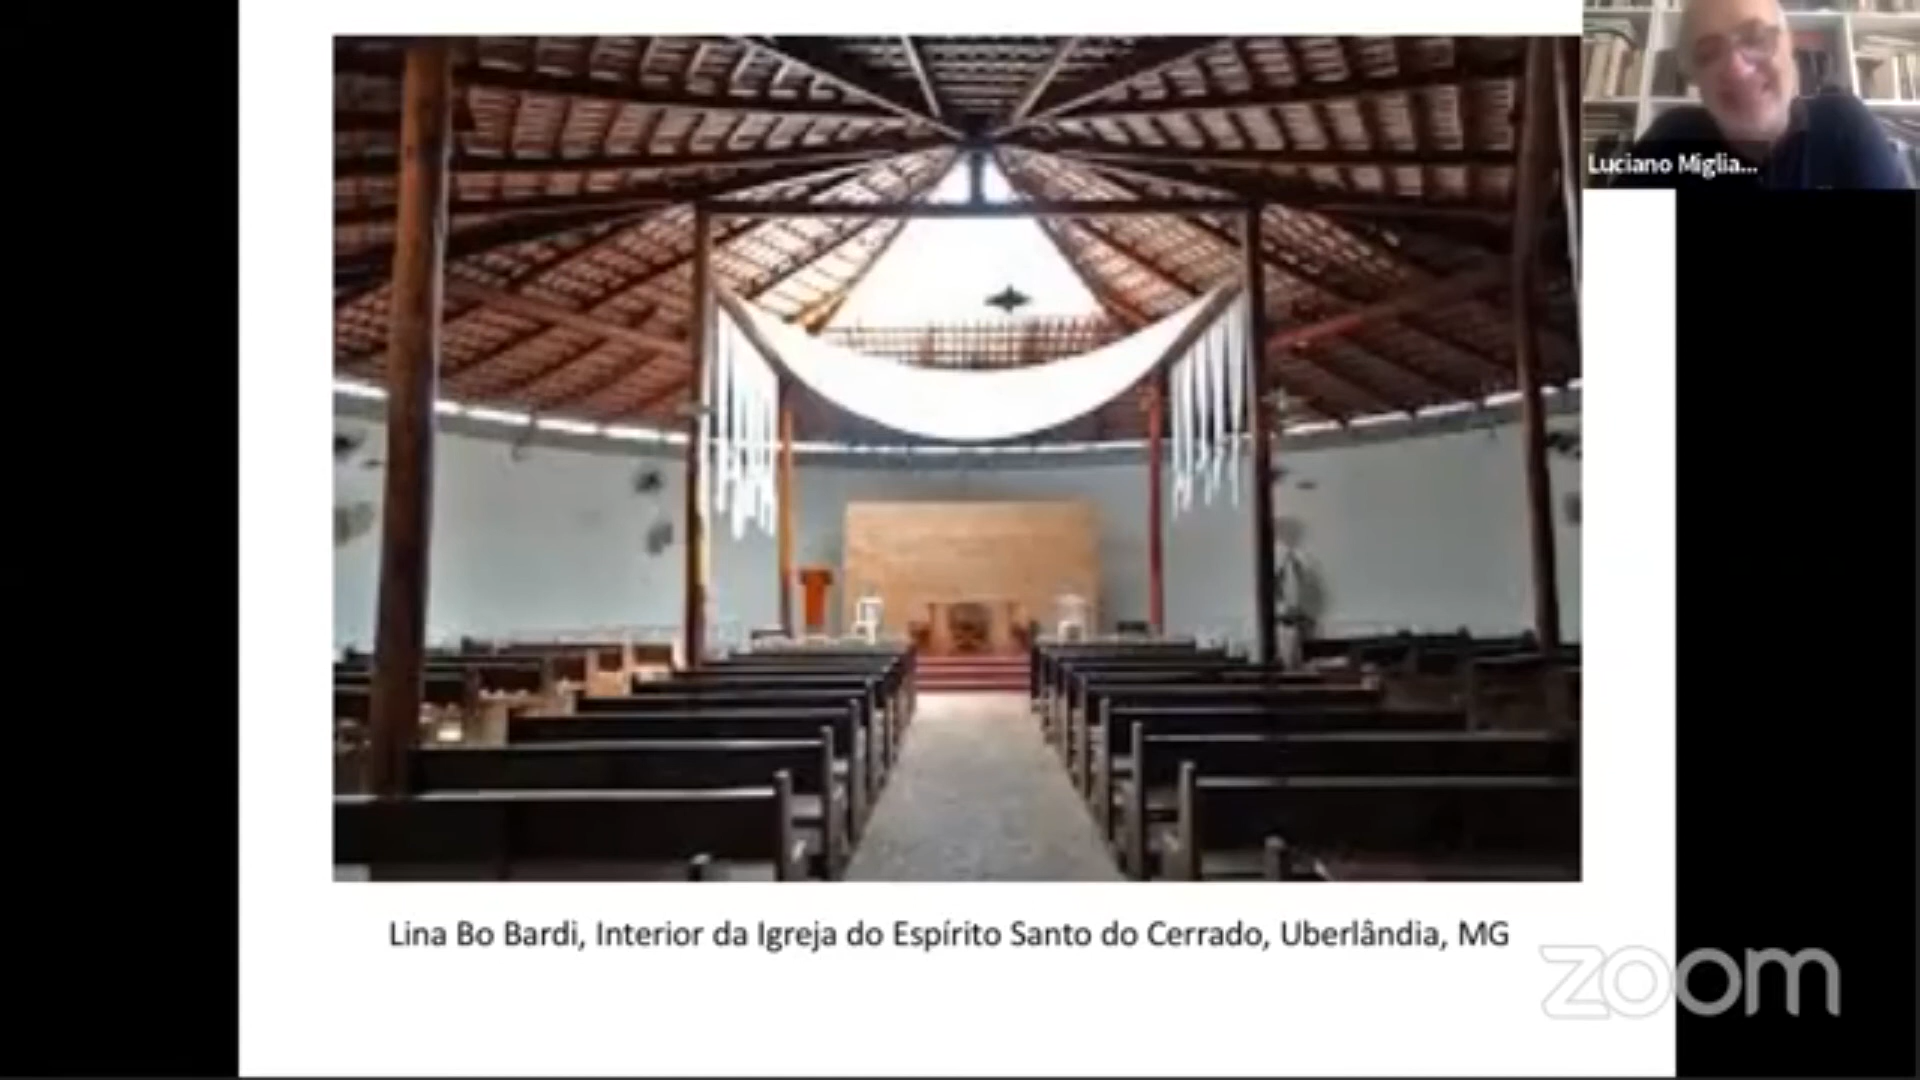 Luciano Miglia...
Lina Bo Bardi, Interior da Igreja do Espírito Santo do Cerrado, Uberlândia, MG
zoom